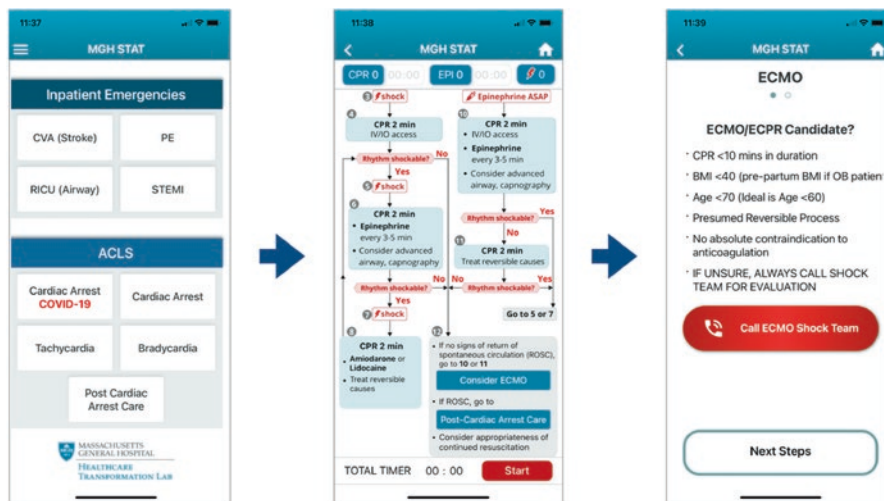 11:37
MGH STAT
Inpatient Emergencies
CVA (Stroke)
PE
RICU (Airway)
STEMI
ACLS
Cardiac Arrest
COVID-19
Cardiac Arrest
Tachycardia
Bradycardia
Post Cardiac
Arrest Care
MASSACHUSETTS
GENERAL HOSPITAL
HEALTHCARE
TRANSFORMATION LAB
11:38
MGH STAT
CPR 0
00:00
EPI 0
00:00
0
3
shock
Epinephrine ASAP
4
CPR 2 min
IV/IO access
10
CPR 2 min
• IV/IO access
• Epinephrine
every 3-5 min
• Consider advanced
airway, capnography
Rhythm shockable?
No
Yes
5
shock
6
CPR 2 min
• Epinephrine
every 3-5 min
• Consider advanced
airway, capnography
Rhythm shockable?
Yes
No
11
CPR 2 min
Treat reversible causes
Rhythm shockable?
No
No
Rhythm shockable?
Yes
Yes
7
shock
Go to 5 or 7
8
CPR 2 min
• Amiodarone or
Lidocaine
• Treat reversible
causes
12
• If no signs of return of
spontaneous circulation (ROSC),
go to 10 or 11
Consider ECMO
• If ROSC, go to
Post-Cardiac Arrest Care
• Consider appropriateness of
continued resuscitation
TOTAL TIMER
00 : 00
Start
11:39
MGH STAT
ECMO
ECMO/ECPR Candidate?
· CPR <10 mins in duration
· BMI <40 (pre-partum BMI if OB patien
· Age <70 (Ideal is Age <60)
· Presumed Reversible Process
· No absolute contraindication to
anticoagulation
· IF UNSURE, ALWAYS CALL SHOCK
TEAM FOR EVALUATION
Call ECMO Shock Team
Next Steps